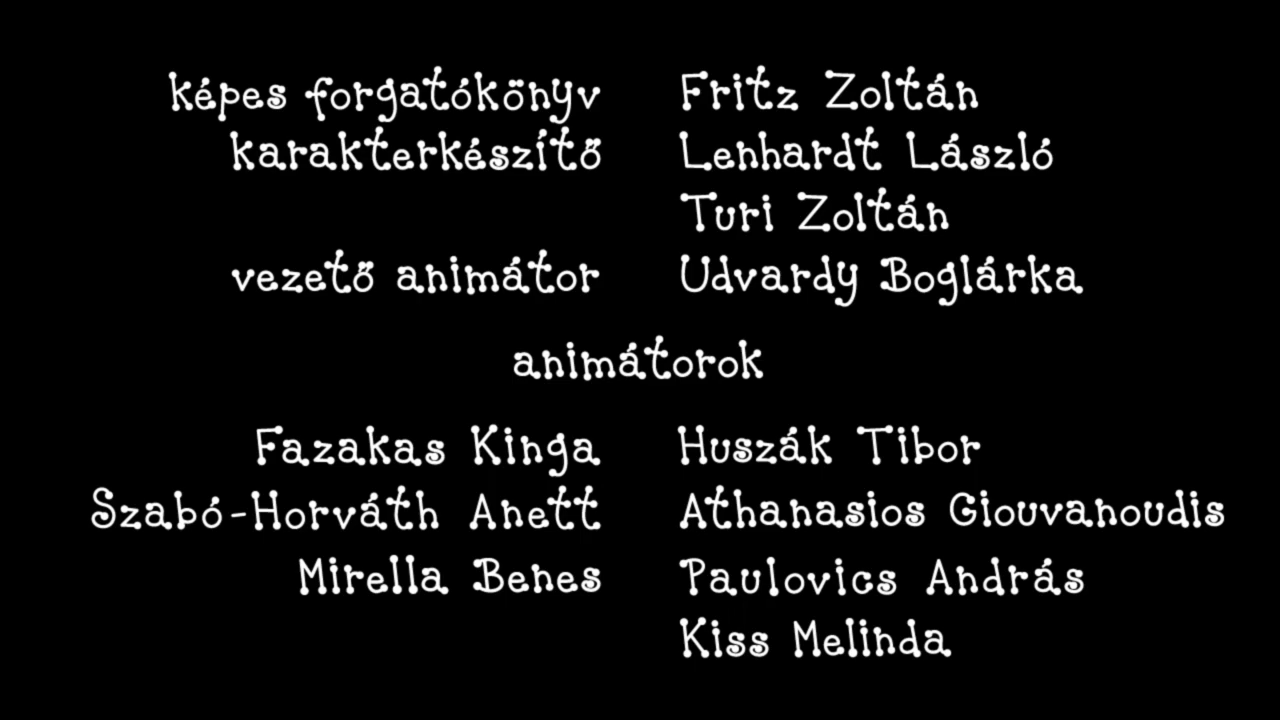 képes forgatókönyv Fritz Zoltán
karakterkészítő Lenhardt László
Turi Zoltán
vezető animátor Udvardy Boglárka
animátorok
Fazakas Kinga Huszák Tibor
Szabó-Horváth Anett Athanasios Giouvanoudis
Mirella Benes Paulovics András
Kiss Melinda